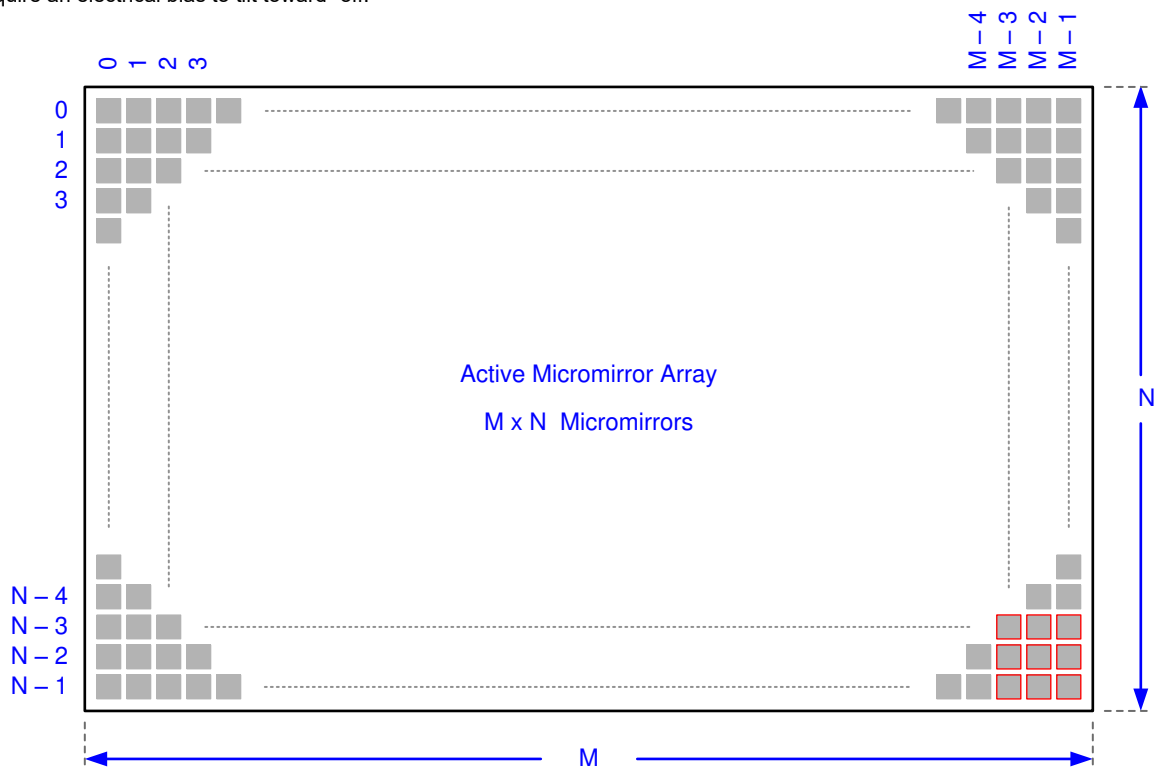 0 1 2 3
M – 4 M – 3 M – 2 M – 1
0
1
2
3
Active Micromirror Array
M x N Micromirrors
N
N – 4
N – 3
N – 2
N – 1
M